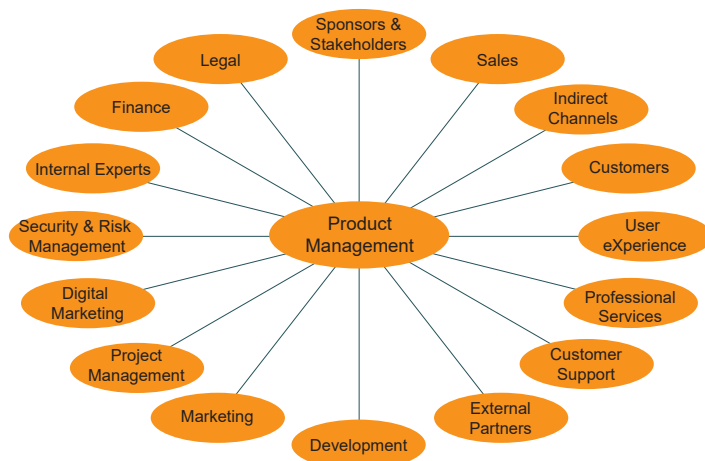 Sponsors &
Stakeholders
Legal
Sales
Finance
Indirect
Channels
Internal Experts
Customers
Security & Risk
Management
Product
Management
User
eXperience
Digital
Marketing
Professional
Services
Project
Management
Customer
Support
Marketing
External
Partners
Development